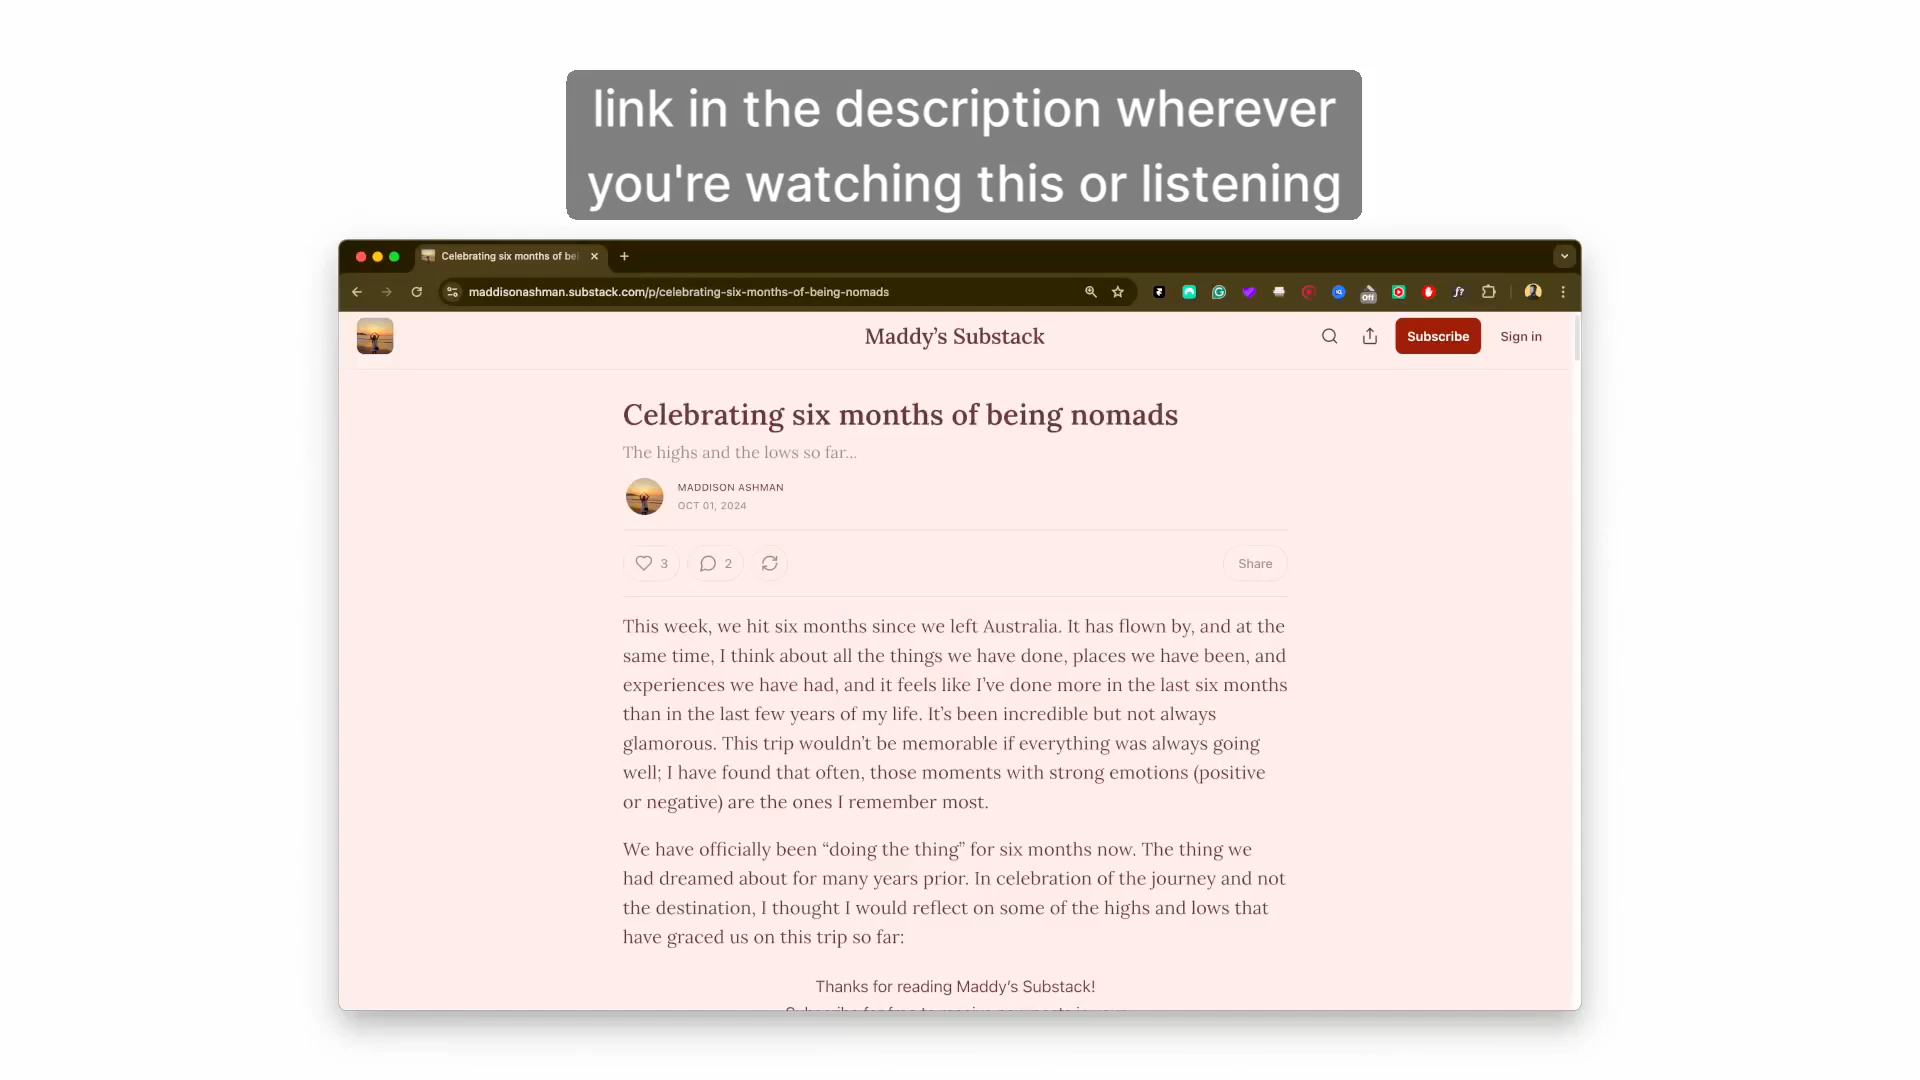 link in the description wherever
you're watching this or listening
Celebrating six months of bei
maddisonashman.substack.com/p/celebrating-six-months-of-being-nomads
Off
f?
Maddy's Substack
Subscribe
Sign in
Celebrating six months of being nomads
The highs and the lows so far...
MADDISON ASHMAN
OCT 01, 2024
3
2
Share
This week, we hit six months since we left Australia. It has flown by, and at the
same time, I think about all the things we have done, places we have been, and
experiences we have had, and it feels like I've done more in the last six months
than in the last few years of my life. It's been incredible but not always
glamorous. This trip wouldn't be memorable if everything was always going
well; I have found that often, those moments with strong emotions (positive
or negative) are the ones I remember most.
We have officially been “doing the thing” for six months now. The thing we
had dreamed about for many years prior. In celebration of the journey and not
the destination, I thought I would reflect on some of the highs and lows that
have graced us on this trip so far:
Thanks for reading Maddy's Substack!